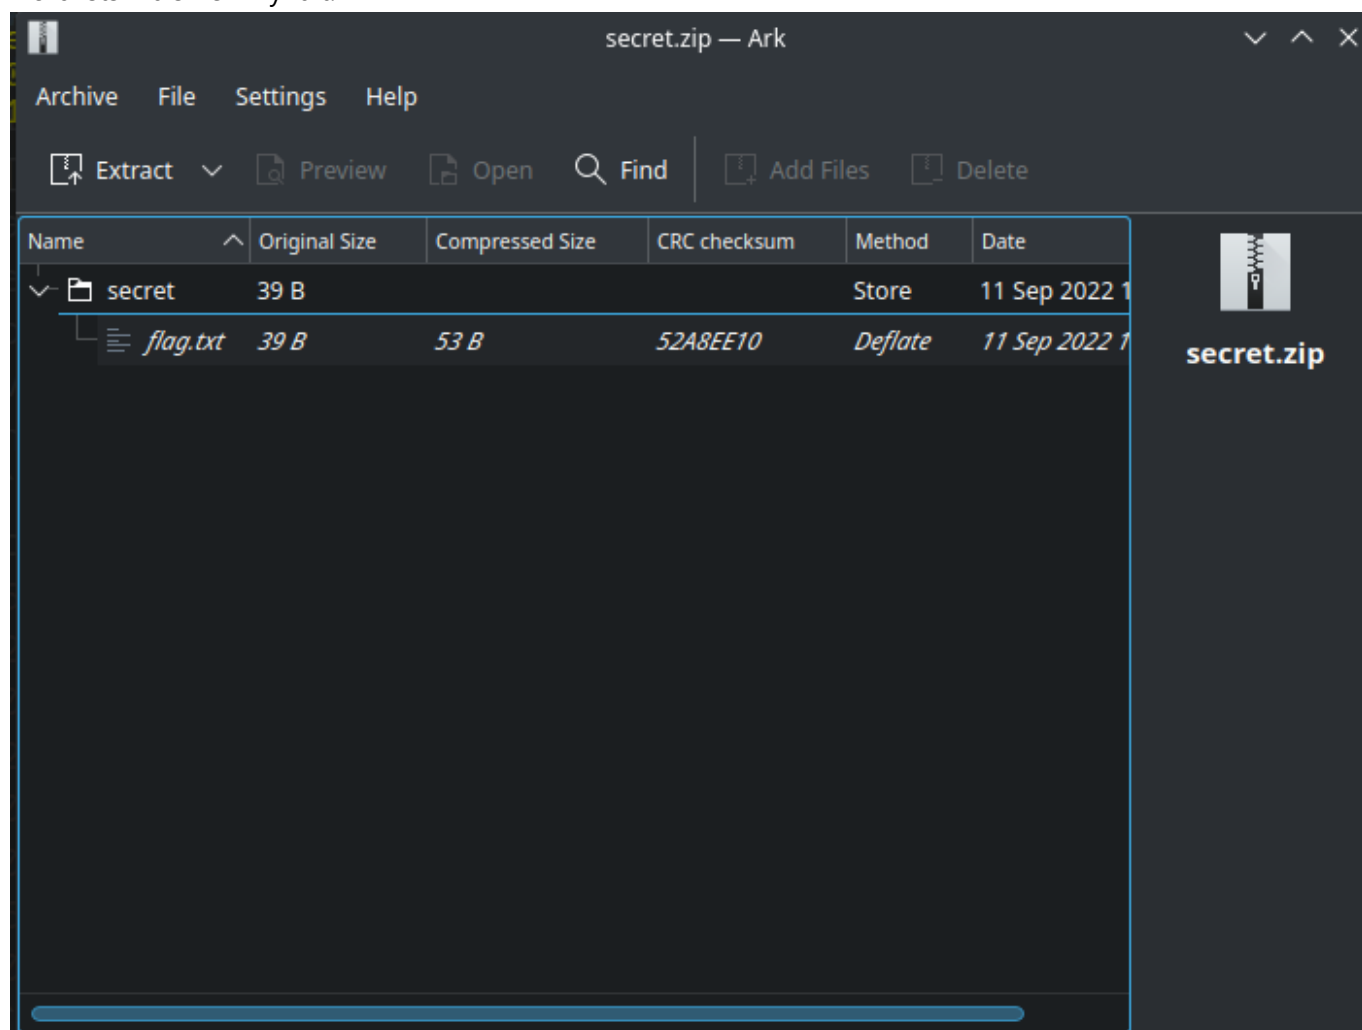 secret.zip — Ark
Archive File Settings Help
Extract Preview Open Find Add Files Delete
Name Original Size Compressed Size CRC checksum Method Date
secret 39 B Store 11 Sep 2022 1
flag.txt 39 B 53 B 52A8EE10 Deflate 11 Sep 2022 1
secret.zip